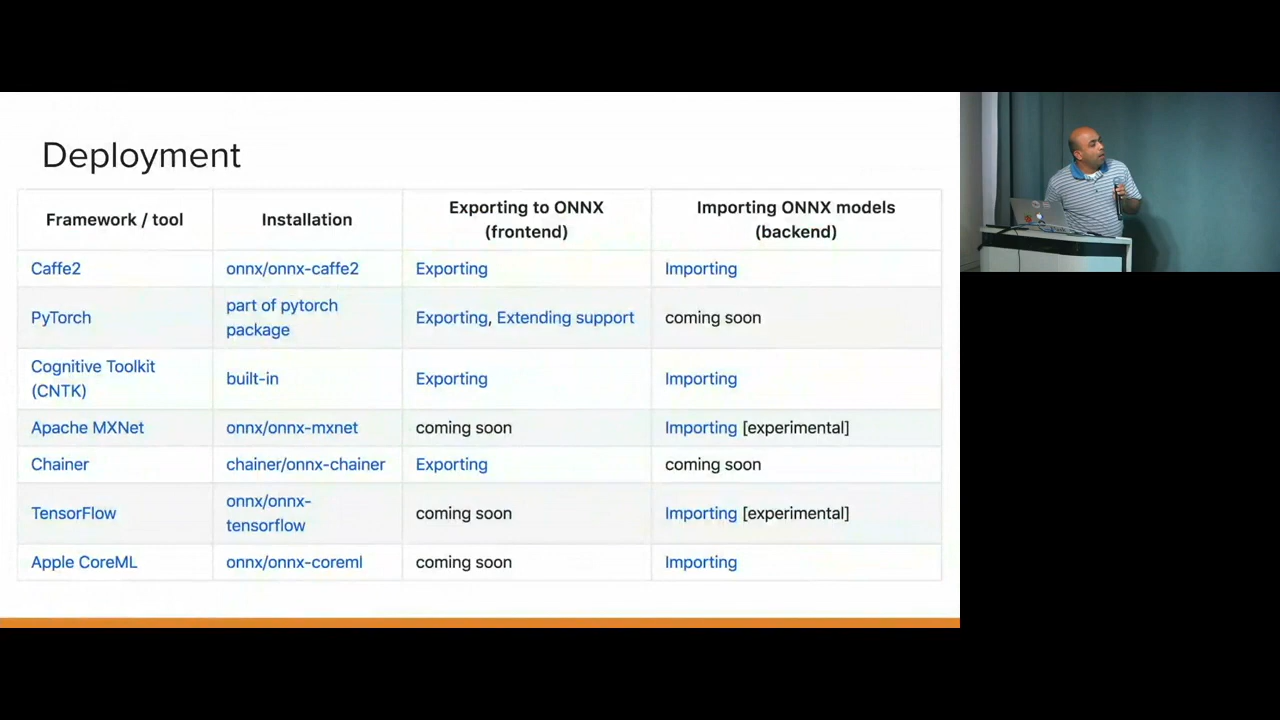 Deployment
Framework / tool
Installation
Exporting to ONNX
(frontend)
Importing ONNX models
(backend)
Caffe2
onnx/onnx-caffe2
Exporting
Importing
PyTorch
part of pytorch
package
Exporting, Extending support
coming soon
Cognitive Toolkit
(CNTK)
built-in
Exporting
Importing
Apache MXNet
onnx/onnx-mxnet
coming soon
Importing [experimental]
Chainer
chainer/onnx-chainer
Exporting
coming soon
TensorFlow
onnx/onnx-
tensorflow
coming soon
Importing [experimental]
Apple CoreML
onnx/onnx-coreml
coming soon
Importing